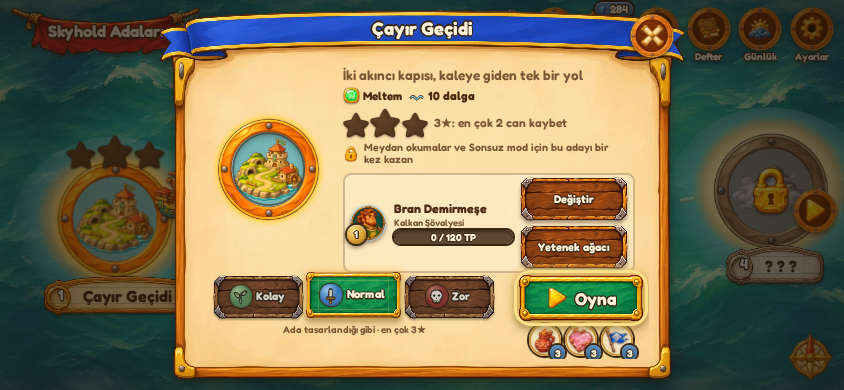 Skyhold Adalar
284
Çayır Geçidi
Defter
Günlük
Ayarlar
İki akıncı kapısı, kaleye giden tek bir yol
Meltem 10 dalga
3★: en çok 2 can kaybet
Meydan okumalar ve Sonsuz mod için bu adayı bir
kez kazan
Bran Demirmeşe
Kalkan Şövalyesi
1
0 / 120 TP
Değiştir
Yetenek ağacı
1 Çayır Geçidi
4 ???
Kolay
Normal
Zor
Oyna
Ada tasarlandığı gibi · en çok 3★
3
3
3